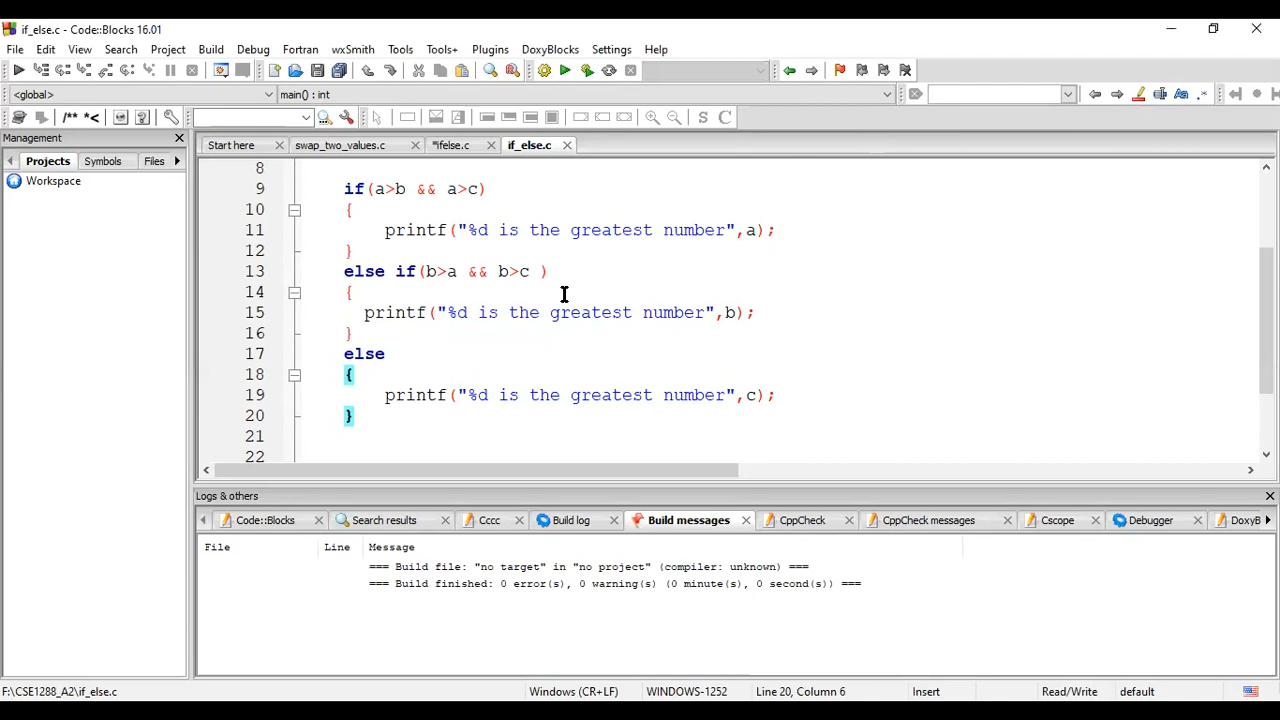 if_else.c - Code::Blocks 16.01
File Edit View Search Project Build Debug Fortran wxSmith Tools Tools+ Plugins DoxyBlocks Settings Help
<global> main() : int
/** *<
S C
Management
Start here swap_two_values.c *ifelse.c if_else.c
Projects Symbols Files
Workspace
8
9 if(a>b && a>c)
10 {
11 printf("%d is the greatest number",a);
12 }
13 else if(b>a && b>c )
14 {
15 printf("%d is the greatest number",b);
16 }
17 else
18 {
19 printf("%d is the greatest number",c);
20 }
21
22
Logs & others
Code::Blocks Search results Cccc Build log Build messages CppCheck CppCheck messages Cscope Debugger DoxyB
File Line Message
=== Build file: "no target" in "no project" (compiler: unknown) ===
=== Build finished: 0 error(s), 0 warning(s) (0 minute(s), 0 second(s)) ===
F:\CSE1288_A2\if_else.c Windows (CR+LF) WINDOWS-1252 Line 20, Column 6 Insert Read/Write default